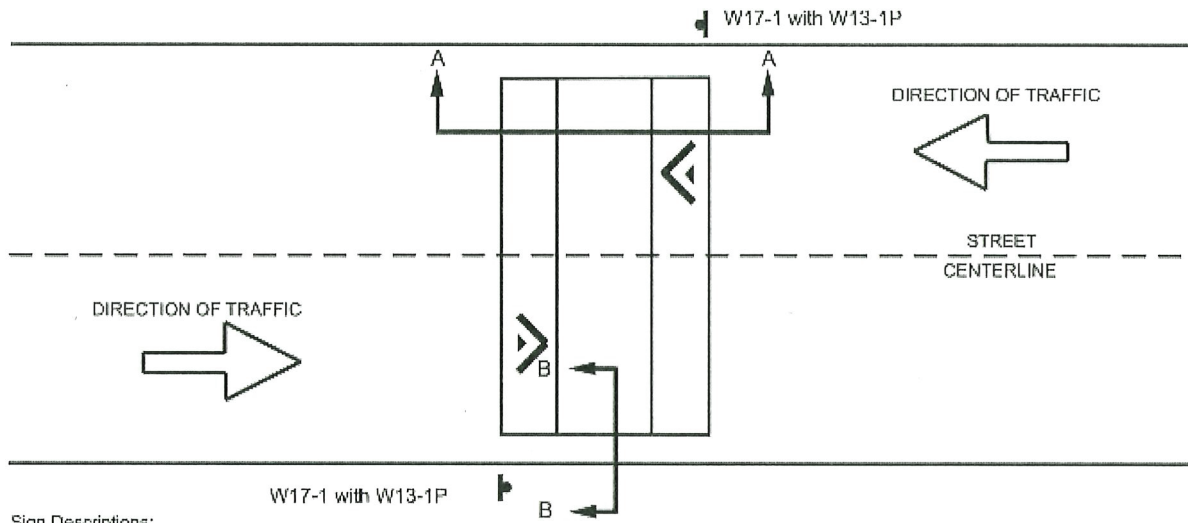 W17-1 with W13-1P
A A
DIRECTION OF TRAFFIC
STREET
CENTERLINE
DIRECTION OF TRAFFIC
B
W17-1 with W13-1P
B
Sign Descriptions: